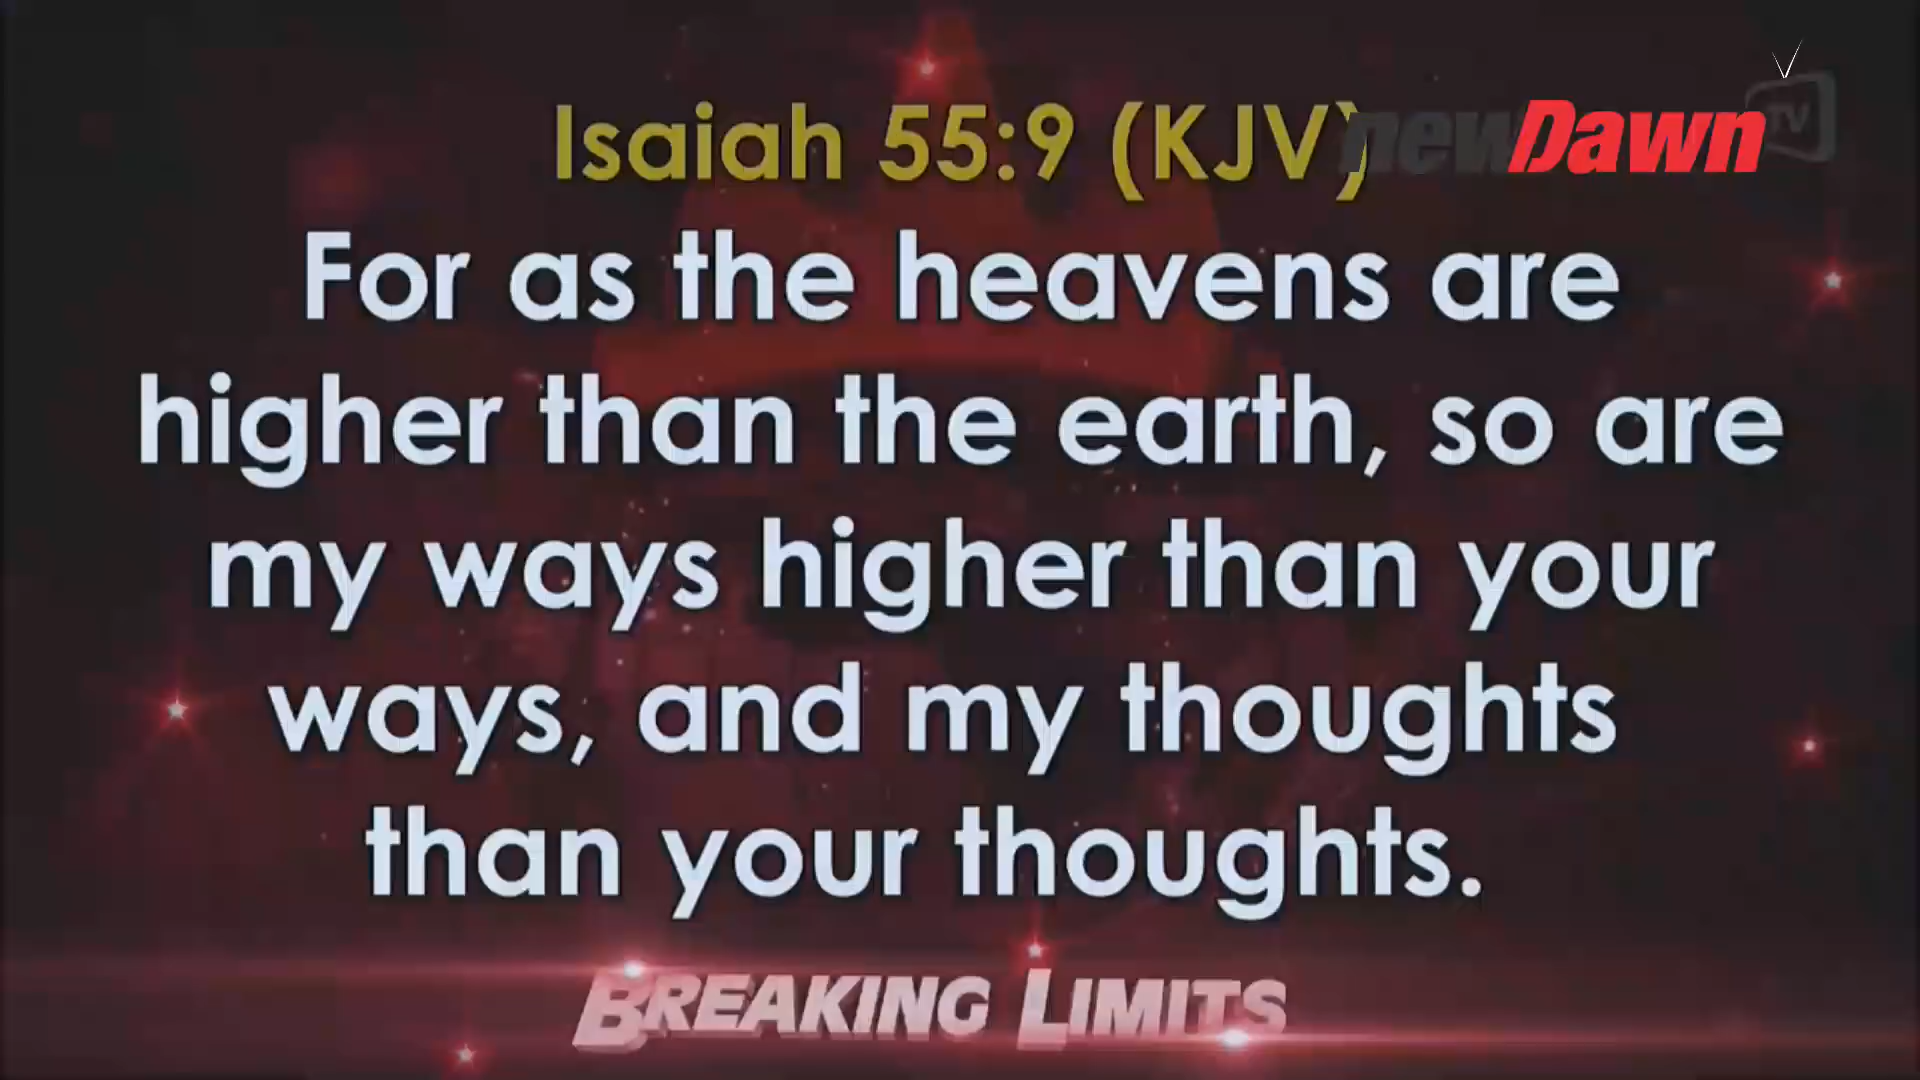 Isaiah 55:9 (KJV)
newDawn TV
For as the heavens are
higher than the earth, so are
my ways higher than your
ways, and my thoughts
than your thoughts.
BREAKING LIMITS